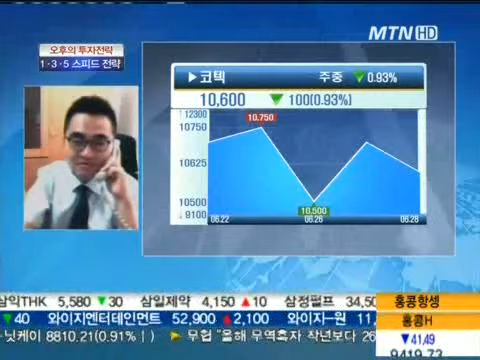 오후의 투자전략
1·3·5 스피드 전략
MTN HD
▶코텍 주중 ▼0.93%
10,600 ▼ 100(0.93%)
12300
10750
10625
10500
9100
10,750
10,500
06.22 06.26 06.28
삼익THK 5,580 ▼30 삼일제약 4,150 ▲10 삼정펄프 34,50
▼40 와이지엔터테인먼트 52,900 ▲2,100 와이지-원 11,
닛케이 8810.21(0.91%) ▶ 무협 "올해 무역흑자 작년보다 26
홍콩항셍
홍콩H
▼41.49
9419.73